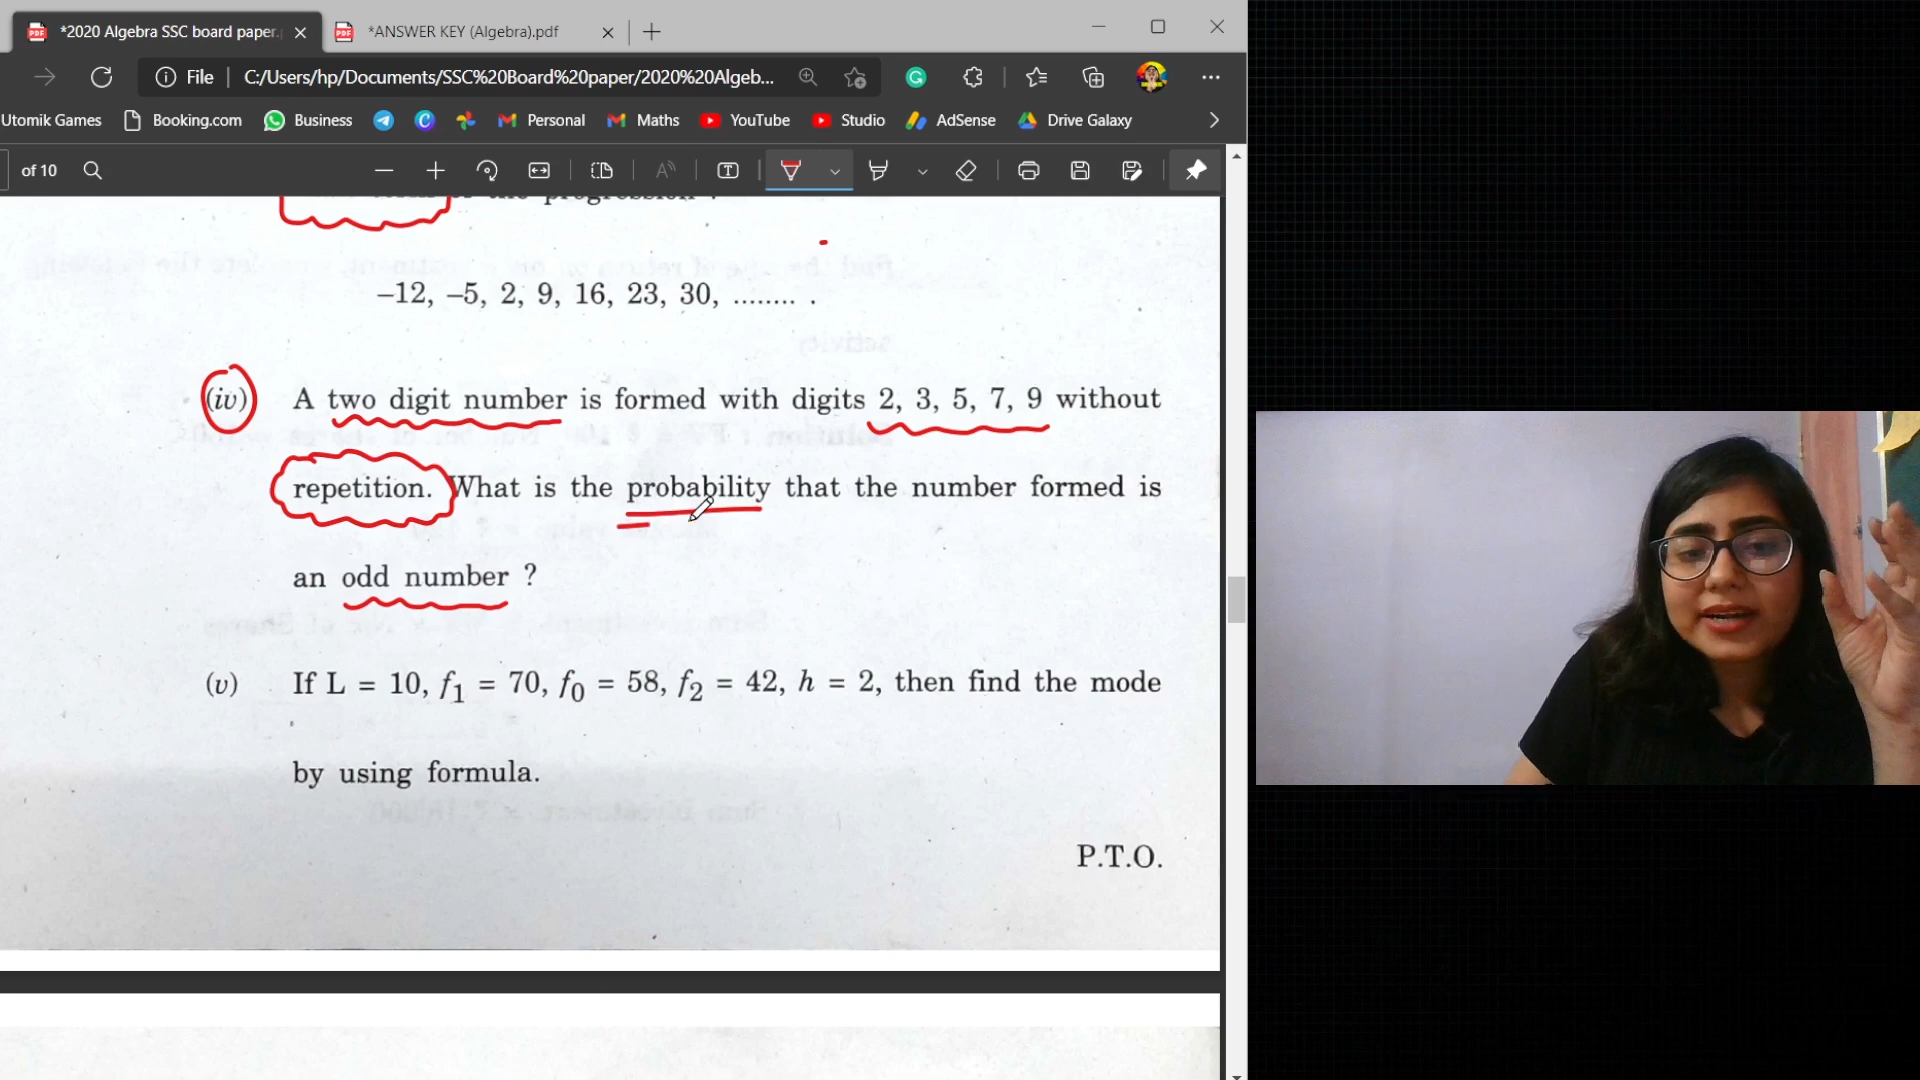 *2020 Algebra SSC board paper.
*ANSWER KEY (Algebra).pdf
File
C:/Users/hp/Documents/SSC%20Board%20paper/2020%20Algeb...
Utomik Games
Booking.com
Business
Personal
Maths
YouTube
Studio
AdSense
Drive Galaxy
of 10
the progression ?
–12, –5, 2, 9, 16, 23, 30, ........ .
(iv) A two digit number is formed with digits 2, 3, 5, 7, 9 without
repetition. What is the probability that the number formed is
an odd number ?
(v) If L = 10, f1 = 70, f0 = 58, f2 = 42, h = 2, then find the mode
by using formula.
P.T.O.